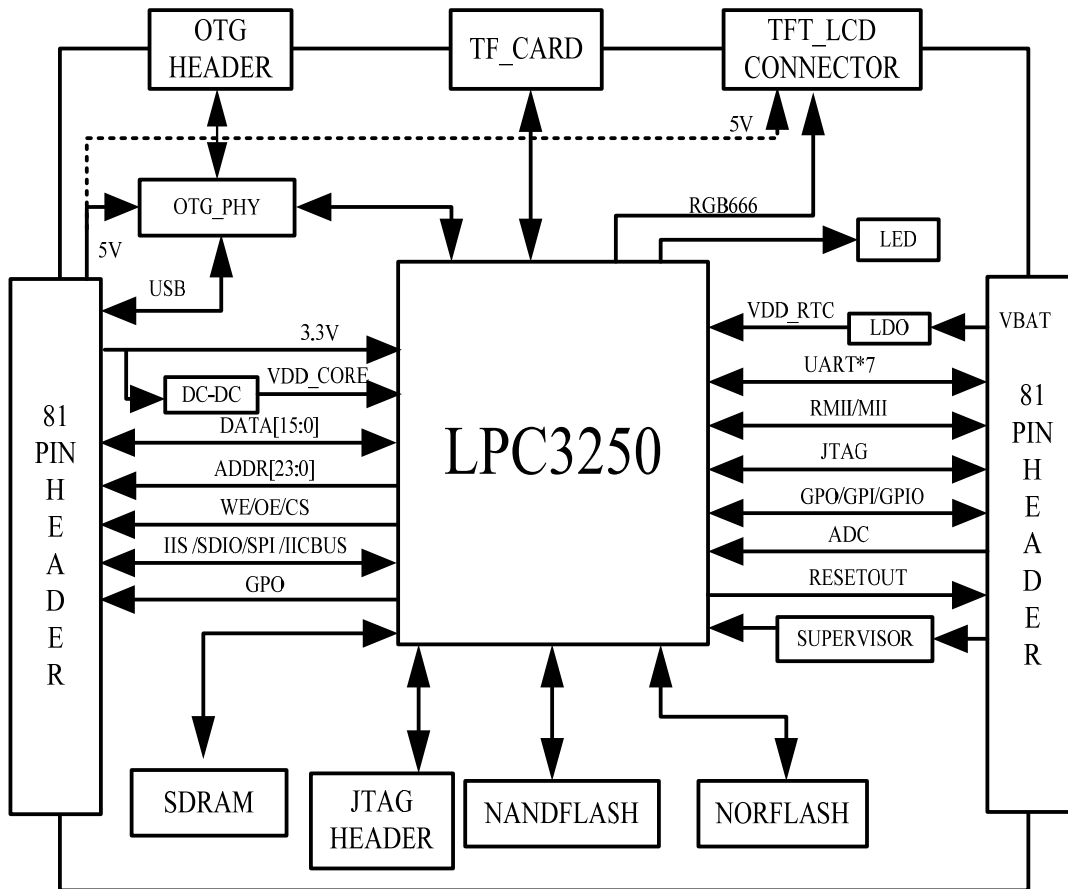 OTG
HEADER
TF_CARD
TFT_LCD
CONNECTOR
5V
OTG_PHY
RGB666
5V
LED
USB
3.3V
VDD_RTC
LDO
VBAT
DC-DC
VDD_CORE
UART*7
81
PIN
H
E
A
D
E
R
DATA[15:0]
ADDR[23:0]
WE/OE/CS
IIS /SDIO/SPI /IICBUS
GPO
LPC3250
RMII/MII
JTAG
GPO/GPI/GPIO
ADC
RESETOUT
SUPERVISOR
81
PIN
H
E
A
D
E
R
SDRAM
JTAG
HEADER
NANDFLASH
NORFLASH